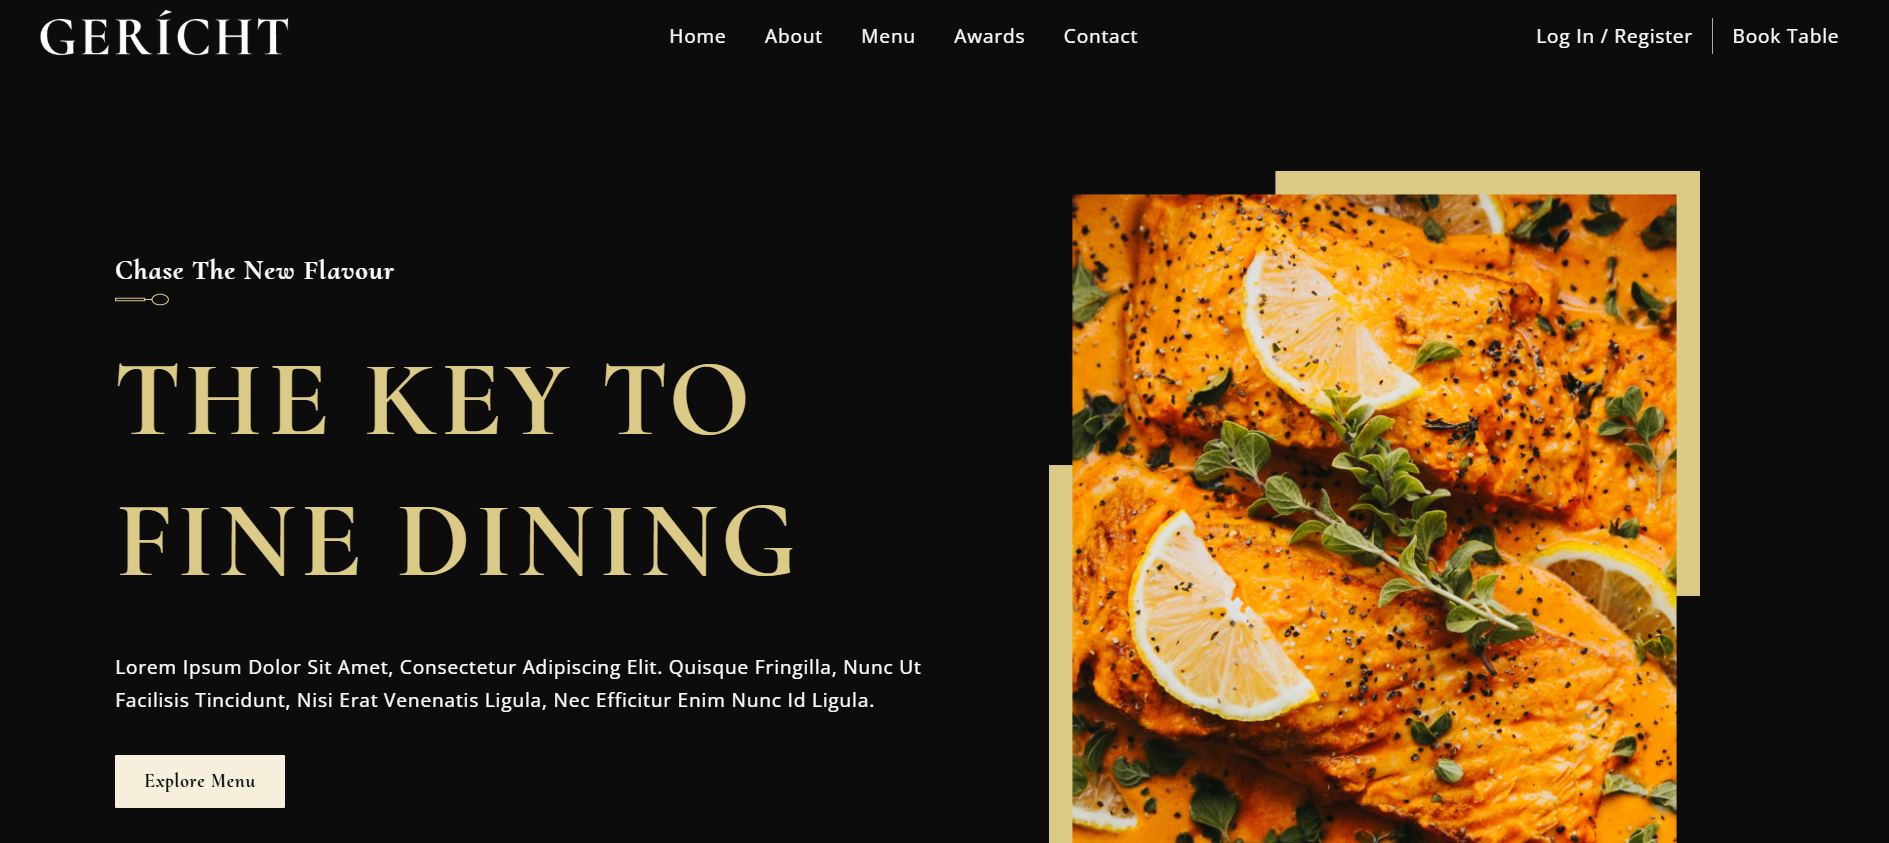 GERÍCHT
Home About Menu Awards Contact
Log In / Register Book Table
Chase The New Flavour
THE KEY TO
FINE DINING
Lorem Ipsum Dolor Sit Amet, Consectetur Adipiscing Elit. Quisque Fringilla, Nunc Ut
Facilisis Tincidunt, Nisi Erat Venenatis Ligula, Nec Efficitur Enim Nunc Id Ligula.
Explore Menu